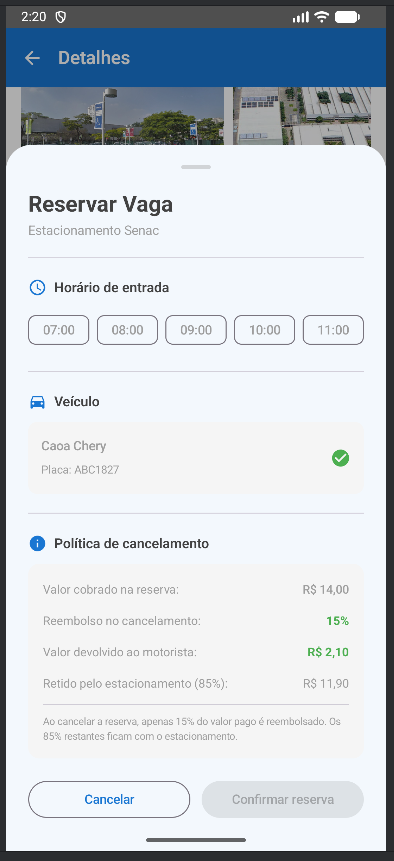 2:20
Detalhes
Reservar Vaga
Estacionamento Senac
Horário de entrada
07:00 08:00 09:00 10:00 11:00
Veículo
Caoa Chery
Placa: ABC1827
Política de cancelamento
Valor cobrado na reserva: R$ 14,00
Reembolso no cancelamento: 15%
Valor devolvido ao motorista: R$ 2,10
Retido pelo estacionamento (85%): R$ 11,90
Ao cancelar a reserva, apenas 15% do valor pago é reembolsado. Os
85% restantes ficam com o estacionamento.
Cancelar Confirmar reserva